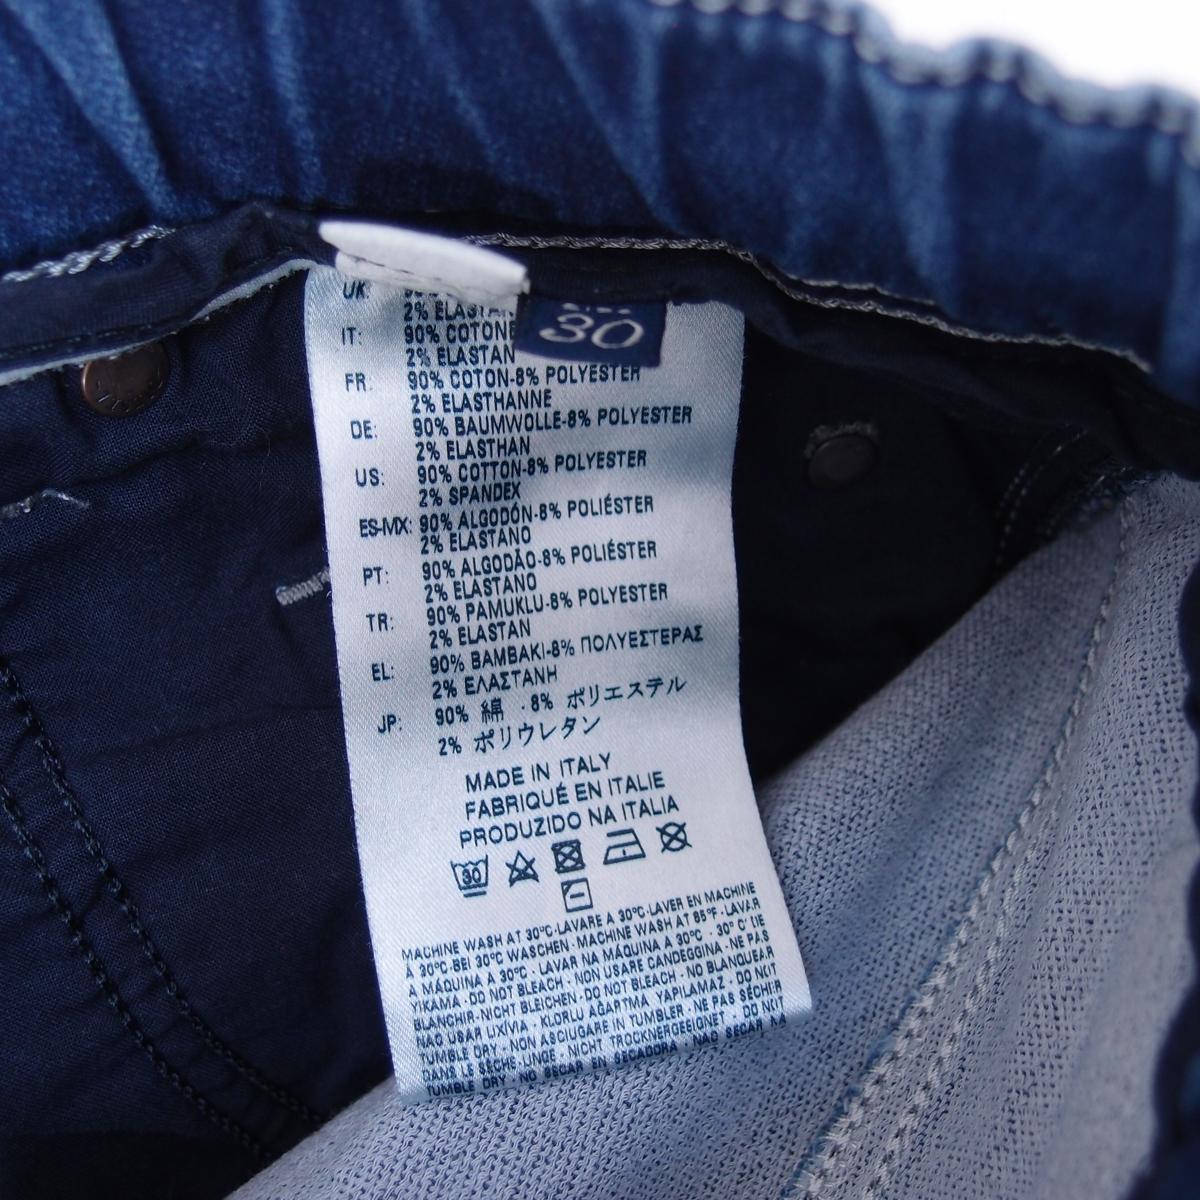 UK:
2% ELASTAN
IT: 90% COTONE
2% ELASTAN
30
FR: 90% COTON-8% POLYESTER
2% ELASTHANNE
DE: 90% BAUMWOLLE-8% POLYESTER
2% ELASTHAN
US: 90% COTTON-8% POLYESTER
2% SPANDEX
ES-MX: 90% ALGODÓN-8% POLIÉSTER
2% ELASTANO
PT: 90% ALGODÃO-8% POLIÉSTER
2% ELASTANO
TR: 90% PAMUKLU-8% POLYESTER
2% ELASTAN
EL: 90% BAMBAKI-8% ΠΟΛΥΕΣΤΕΡΑΣ
2% ΕΛΑΣΤΑΝΗ
JP: 90% 綿 ·8% ポリエステル
2% ポリウレタン
MADE IN ITALY
FABRIQUÉ EN ITALIE
PRODUZIDO NA ITALIA
30
MACHINE WASH AT 30°C-LAVARE A 30°C-LAVER EN MACHINE
À 30°C-BEI 30°C WASCHEN-MACHINE WASH AT 85°F-LAVAR
A MÁQUINA A 30°C - LAVAR NA MÁQUINA A 30°C - 30° C' DE
YIKAMA - DO NOT BLEACH - NON USARE CANDEGGINA - NE PAS
BLANCHIR-NICHT BLEICHEN - DO NOT BLEACH - NO BLANQUEAR
NAO USAR LIXÍVIA - KLORLU AGARTMA YAPILAMAZ - DO NOT
TUMBLE DRY - NON ASCIUGARE IN TUMBLER - NE PAS SÉCHER
DANS LE SÈCHE-LINGE - NICHT TROCKNERGEEIGNET - DO NOT
TUMBLE DRY - NO SECAR EN SECADORA - NAO SECAR NA